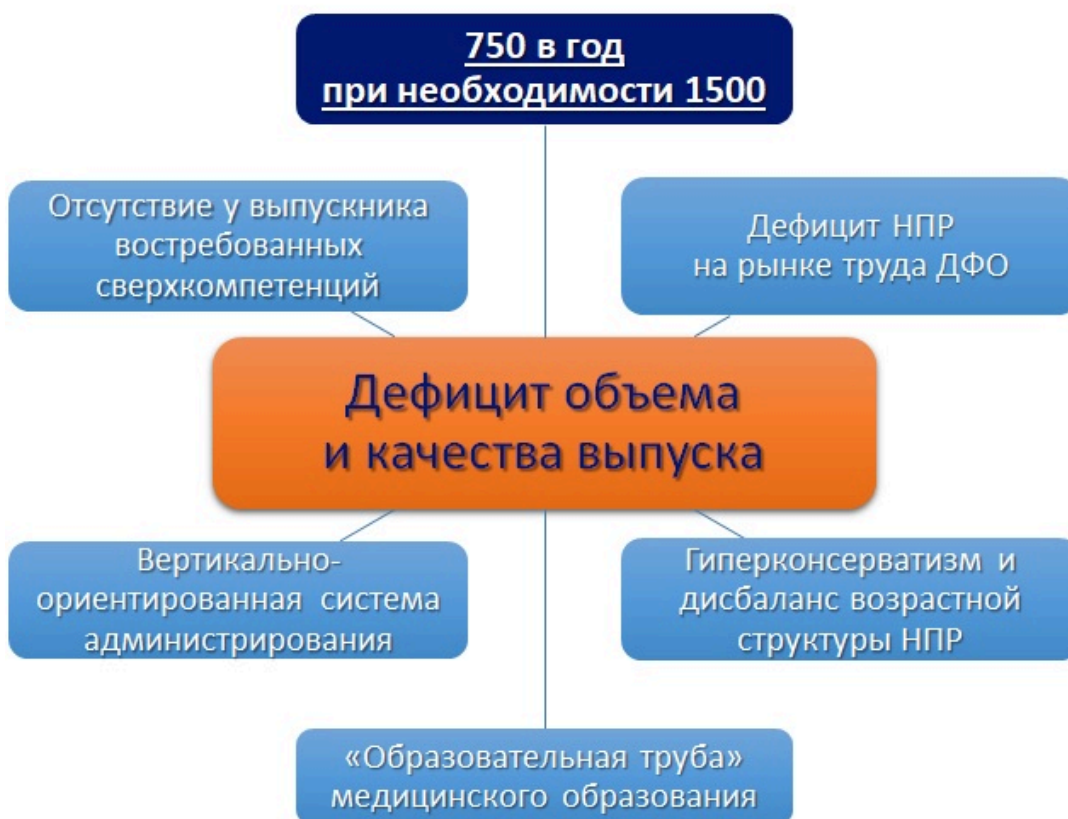 750 в год
при необходимости 1500
Отсутствие у выпускника
востребованных
сверхкомпетенций
Дефицит НПР
на рынке труда ДФО
Дефицит объема
и качества выпуска
Вертикально-
ориентированная система
администрирования
Гиперконсерватизм и
дисбаланс возрастной
структуры НПР
«Образовательная труба»
медицинского образования